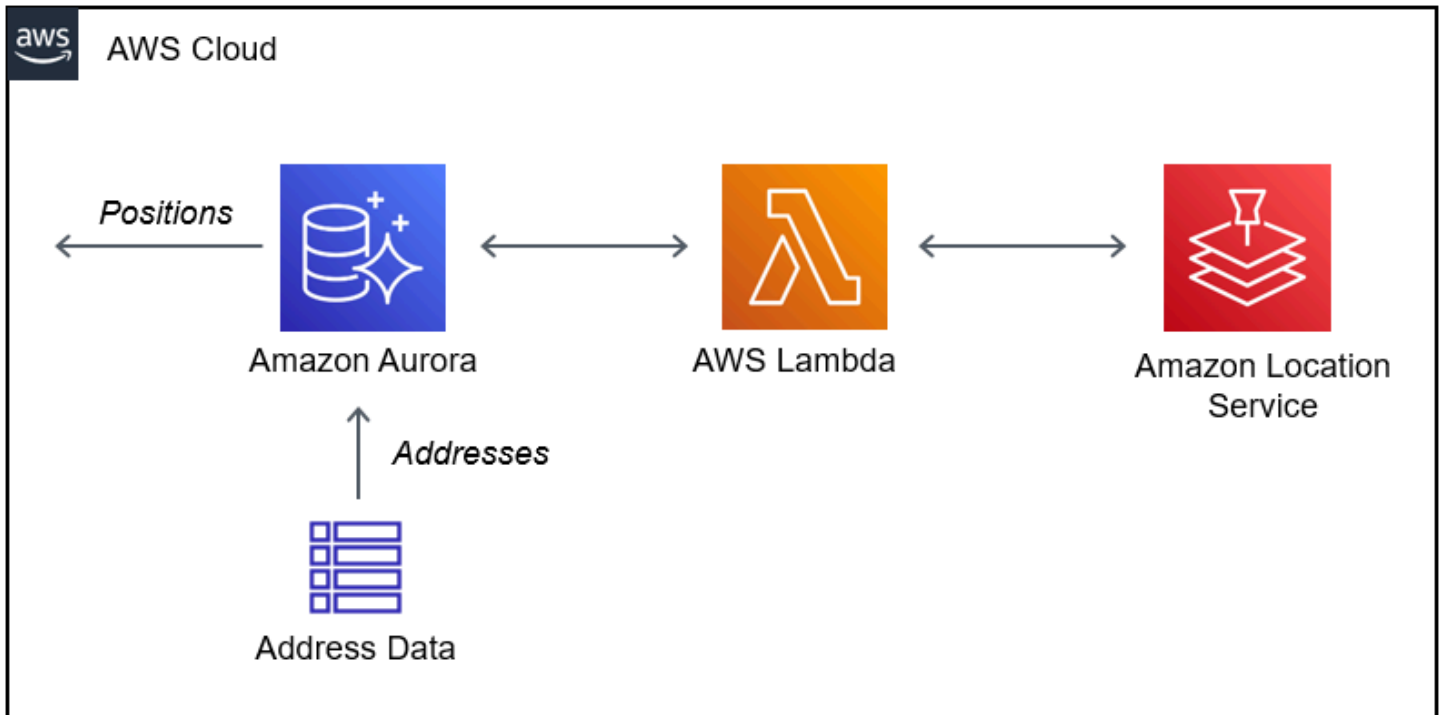 aws
AWS Cloud
Positions
Amazon Aurora
AWS Lambda
Amazon Location
Service
Addresses
Address Data